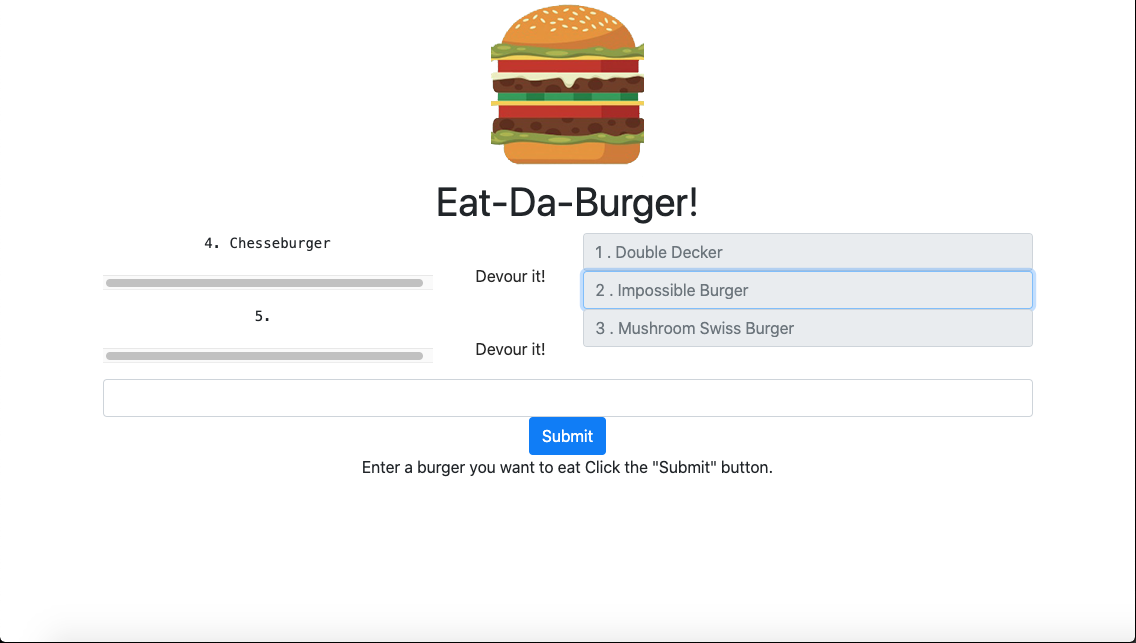 Eat-Da-Burger!
4. Chesseburger
Devour it!
5.
Devour it!
1 . Double Decker
2 . Impossible Burger
3 . Mushroom Swiss Burger
Submit
Enter a burger you want to eat Click the "Submit" button.